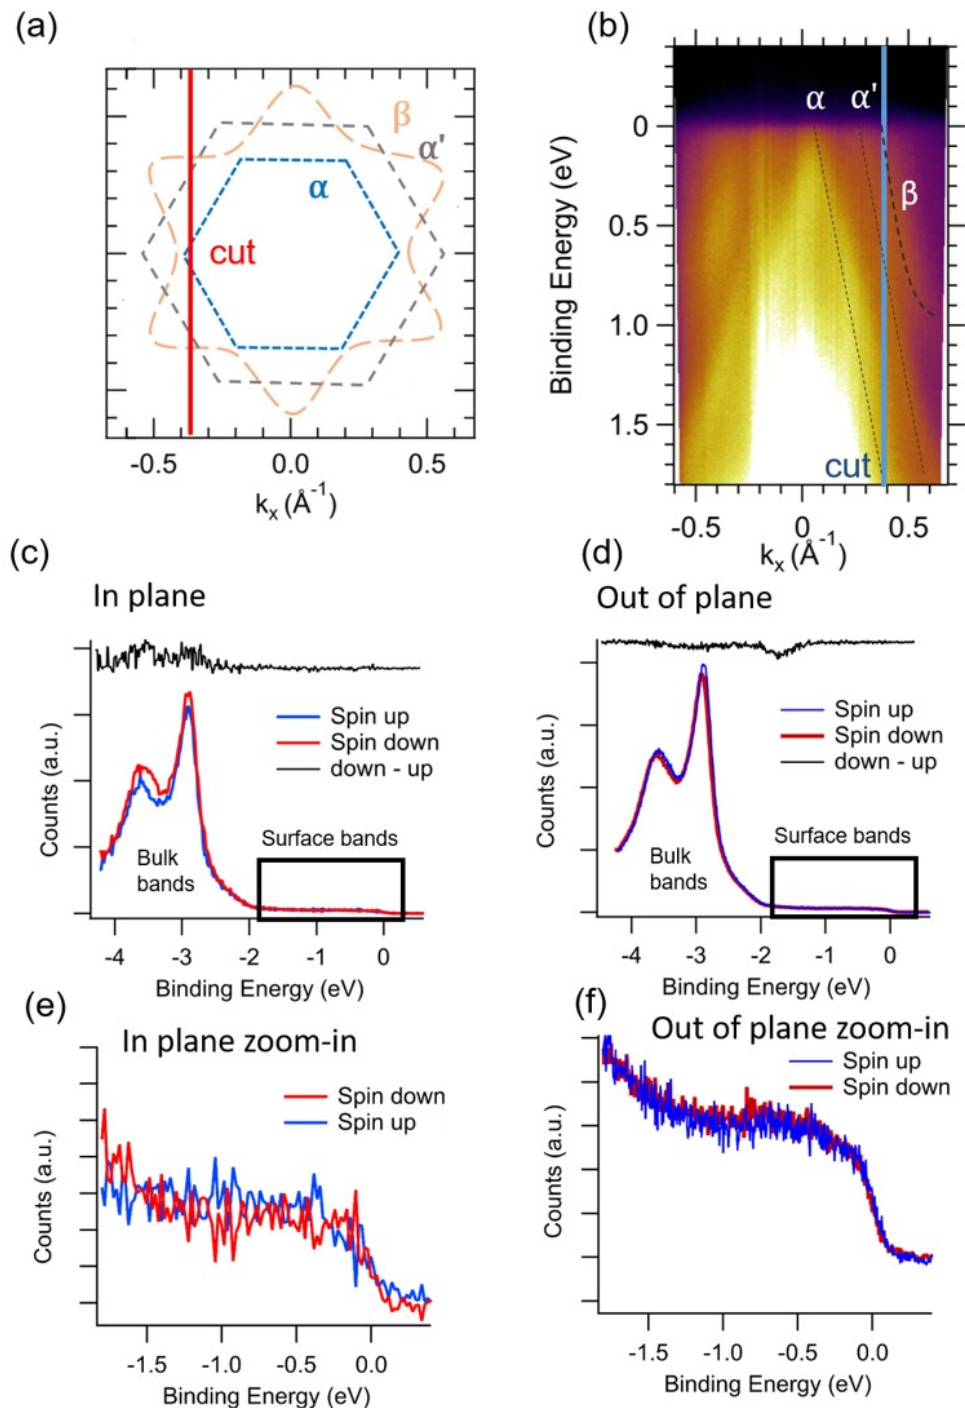 (a)
β
α'
α
cut
-0.5
0.0
0.5
kx (Å-1)
(b)
-0.5
0
0.5
α
α'
β
0
0.5
1.0
1.5
Binding Energy (eV)
cut
-0.5
0
0.5
kx (Å-1)
(c)
In plane
Spin up
Spin down
down - up
Counts (a.u.)
Surface bands
Bulk
bands
-4
-3
-2
-1
0
Binding Energy (eV)
(d)
Out of plane
Spin up
Spin down
down - up
Counts (a.u.)
Surface bands
Bulk
bands
-4
-3
-2
-1
0
Binding Energy (eV)
(e)
In plane zoom-in
Spin down
Spin up
Counts (a.u.)
-1.5
-1.0
-0.5
0.0
Binding Energy (eV)
(f)
Out of plane zoom-in
Spin up
Spin down
Counts (a.u.)
-1.5
-1.0
-0.5
0.0
Binding Energy (eV)